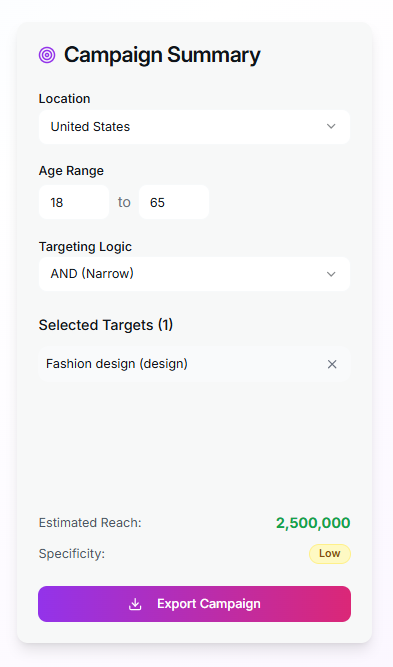 Campaign Summary
Location
United States
Age Range
18 to 65
Targeting Logic
AND (Narrow)
Selected Targets (1)
Fashion design (design)
Estimated Reach: 2,500,000
Specificity: Low
Export Campaign